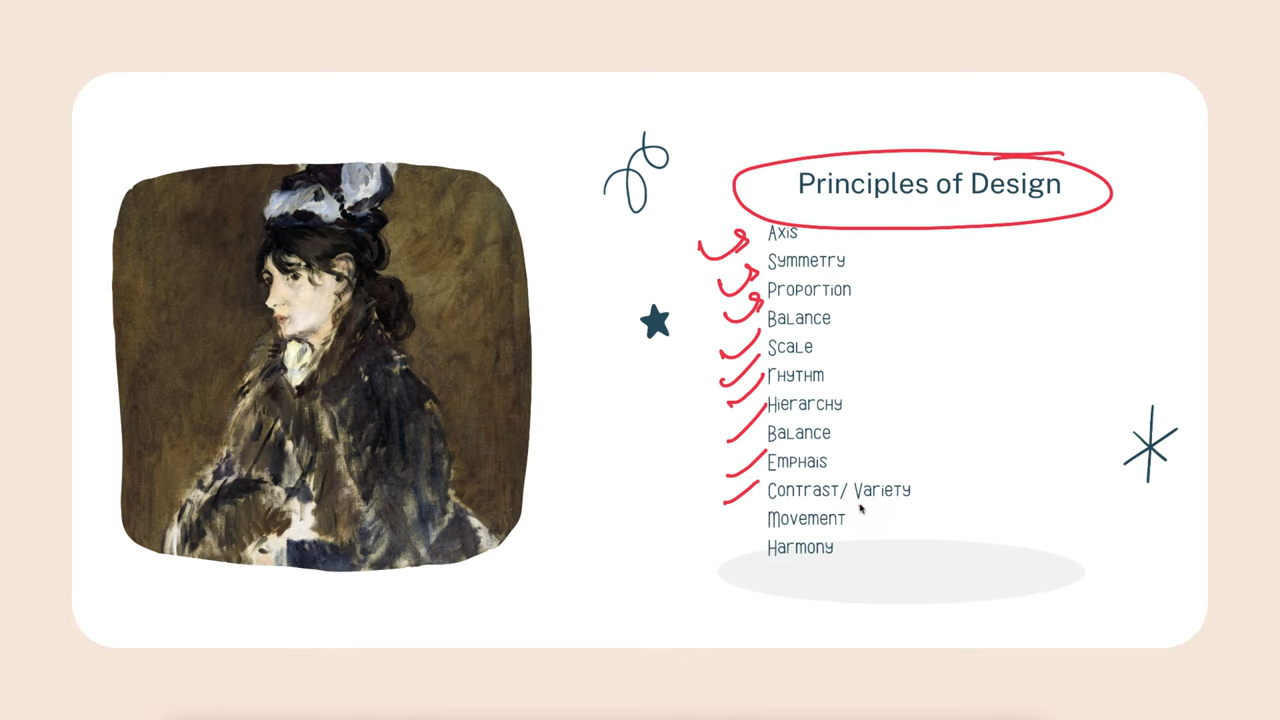 Principles of Design
Axis
Symmetry
Proportion
Balance
Scale
Rhythm
Hierarchy
Balance
Emphais
Contrast/ Variety
Movement
Harmony